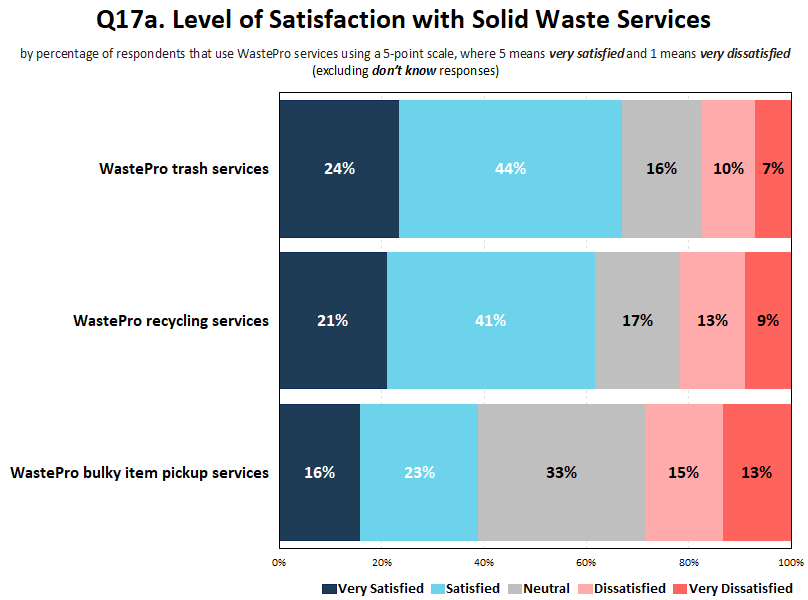 Q17a. Level of Satisfaction with Solid Waste Services
by percentage of respondents that use WastePro services using a 5-point scale, where 5 means very satisfied and 1 means very dissatisfied
(excluding don't know responses)
WastePro trash services 24% 44% 16% 10% 7%
WastePro recycling services 21% 41% 17% 13% 9%
WastePro bulky item pickup services 16% 23% 33% 15% 13%
0% 20% 40% 60% 80% 100%
Very Satisfied Satisfied Neutral Dissatisfied Very Dissatisfied